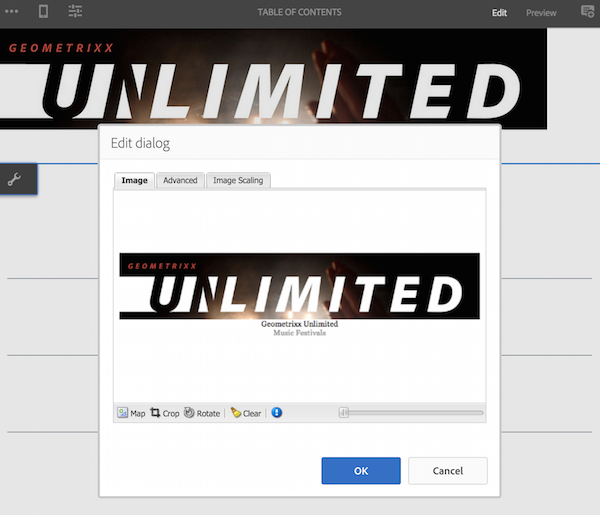 TABLE OF CONTENTS Edit Preview
GEOMETRIXX
UNLIMITED
Edit dialog
Image Advanced Image Scaling
GEOMETRIXX
UNLIMITED
Geometrixx Unlimited
Music Festivals
Map Crop Rotate Clear
OK Cancel